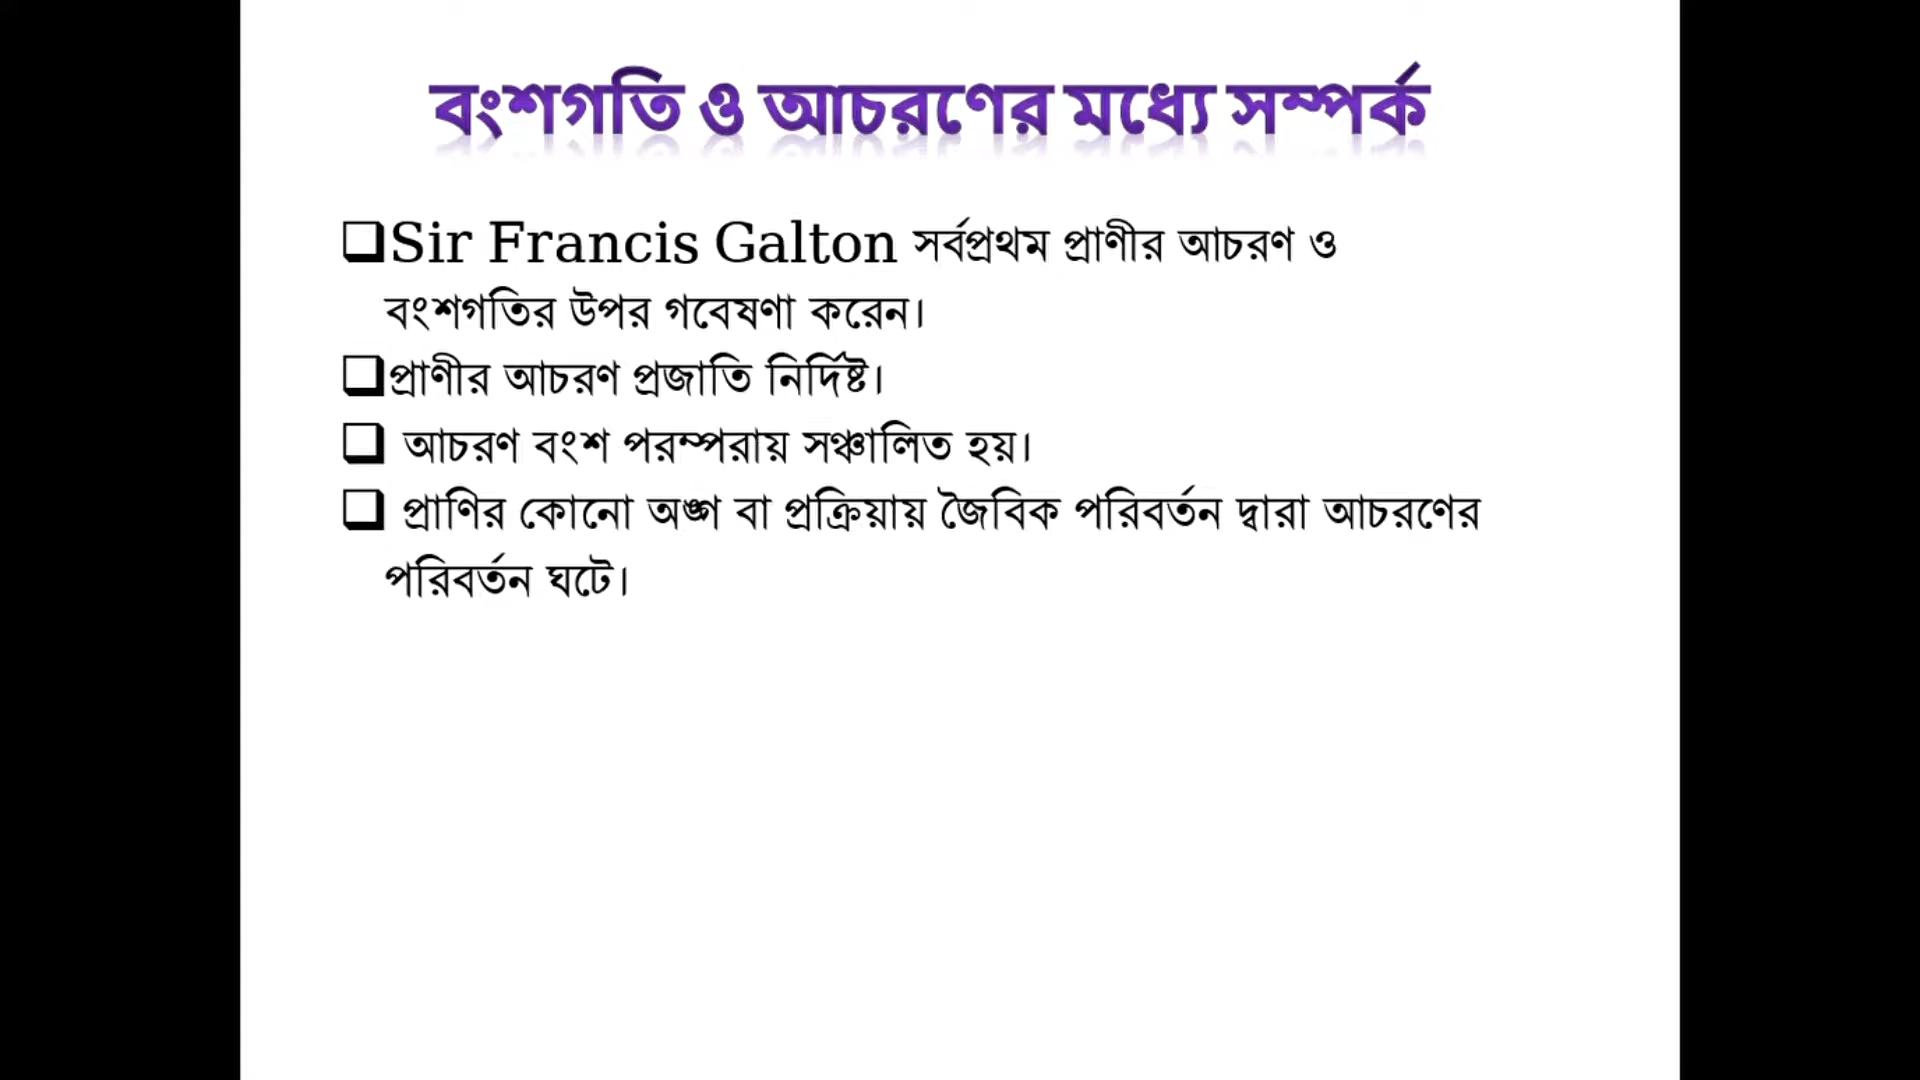 বংশগতি ও আচরণের মধ্যে সম্পর্ক
❑Sir Francis Galton সর্বপ্রথম প্রাণীর আচরণ ও
বংশগতির উপর গবেষণা করেন।
❑প্রাণীর আচরণ প্রজাতি নির্দিষ্ট।
❑ আচরণ বংশ পরম্পরায় সঞ্চালিত হয়।
❑ প্রাণির কোনো অঙ্গ বা প্রক্রিয়ায় জৈবিক পরিবর্তন দ্বারা আচরণের
পরিবর্তন ঘটে।